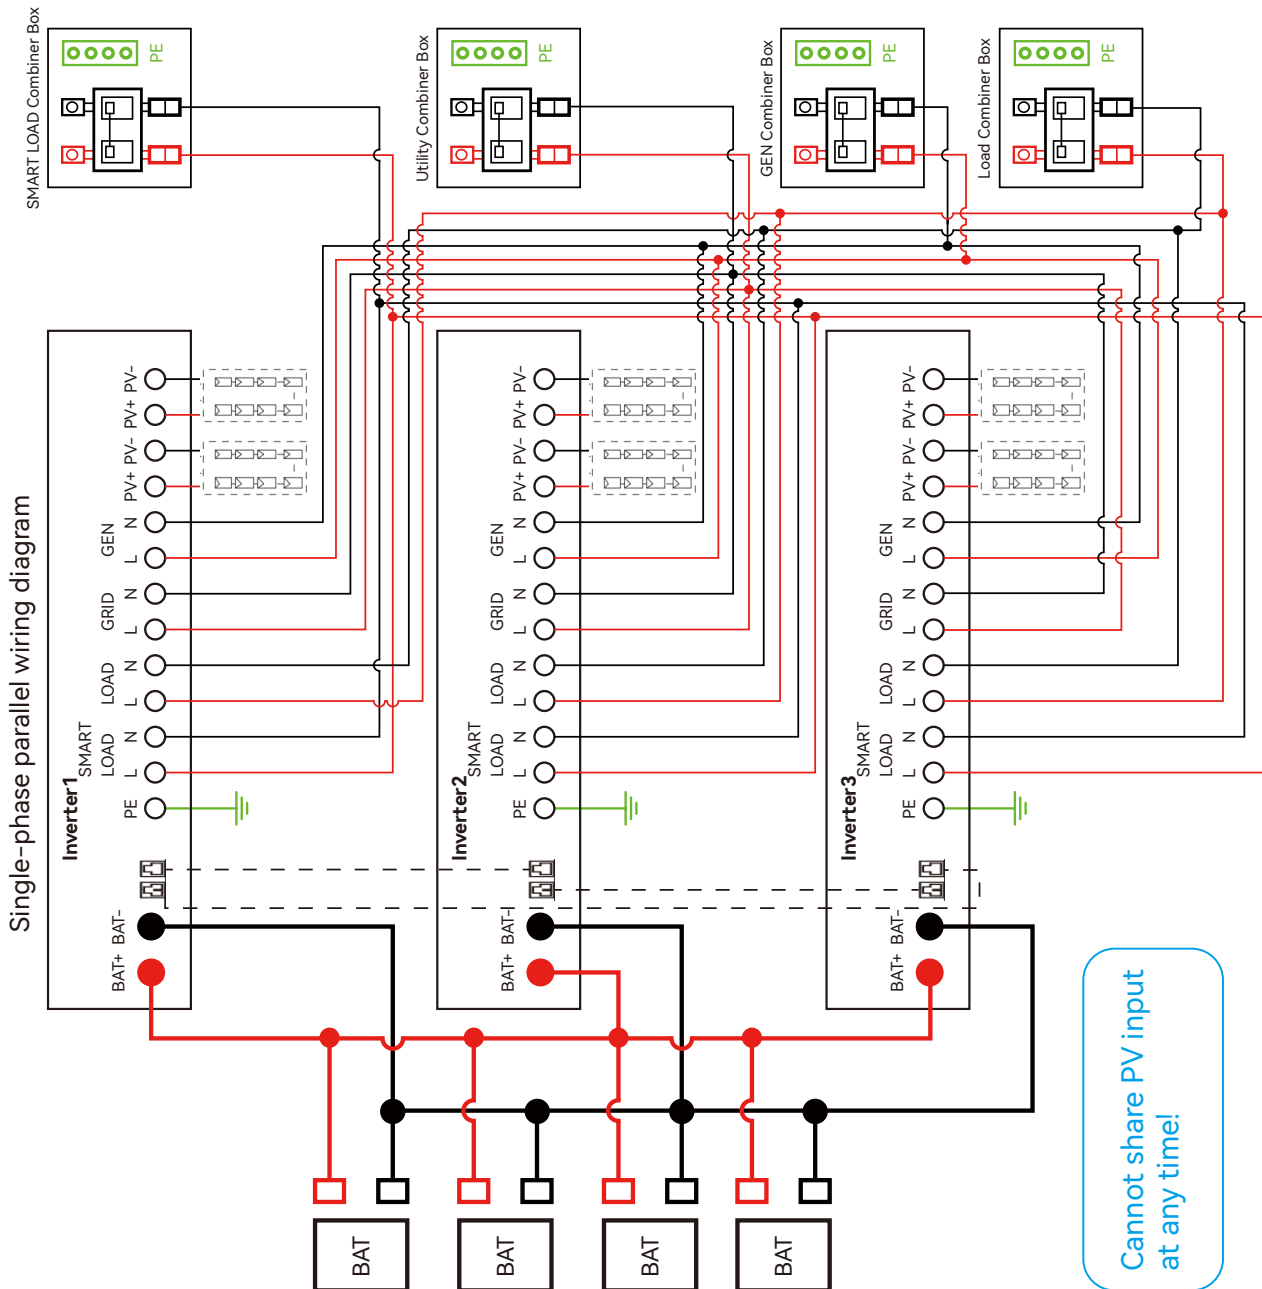 Single-phase parallel wiring diagram
SMART LOAD Combiner Box
PE
Utility Combiner Box
PE
GEN Combiner Box
PE
Load Combiner Box
PE
Inverter1
PV-
PV+
PV-
PV+
GEN
N
L
GRID
N
L
LOAD
N
L
SMART
LOAD
N
L
PE
BAT-
BAT+
Inverter2
PV-
PV+
PV-
PV+
GEN
N
L
GRID
N
L
LOAD
N
L
SMART
LOAD
N
L
PE
BAT-
BAT+
Inverter3
PV-
PV+
PV-
PV+
GEN
N
L
GRID
N
L
LOAD
N
L
SMART
LOAD
N
L
PE
BAT-
BAT+
BAT
BAT
BAT
BAT
Cannot share PV input
at any time!